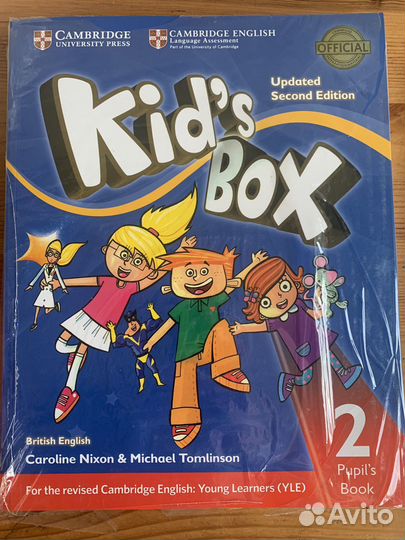 CAMBRIDGE
UNIVERSITY PRESS
CAMBRIDGE ENGLISH
Language Assessment
Part of the University of Cambridge
OFFICIAL
Updated
Second Edition
Kid's
BOX
British English
Caroline Nixon & Michael Tomlinson
2
Pupil's
Book
For the revised Cambridge English: Young Learners (YLE)
Avito